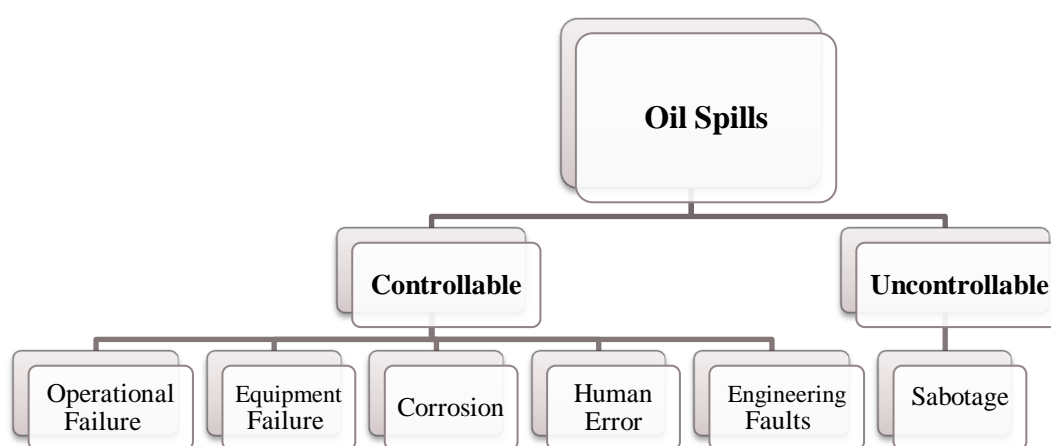 Oil Spills
Controllable
Uncontrollable
Operational
Failure
Equipment
Failure
Corrosion
Human
Error
Engineering
Faults
Sabotage